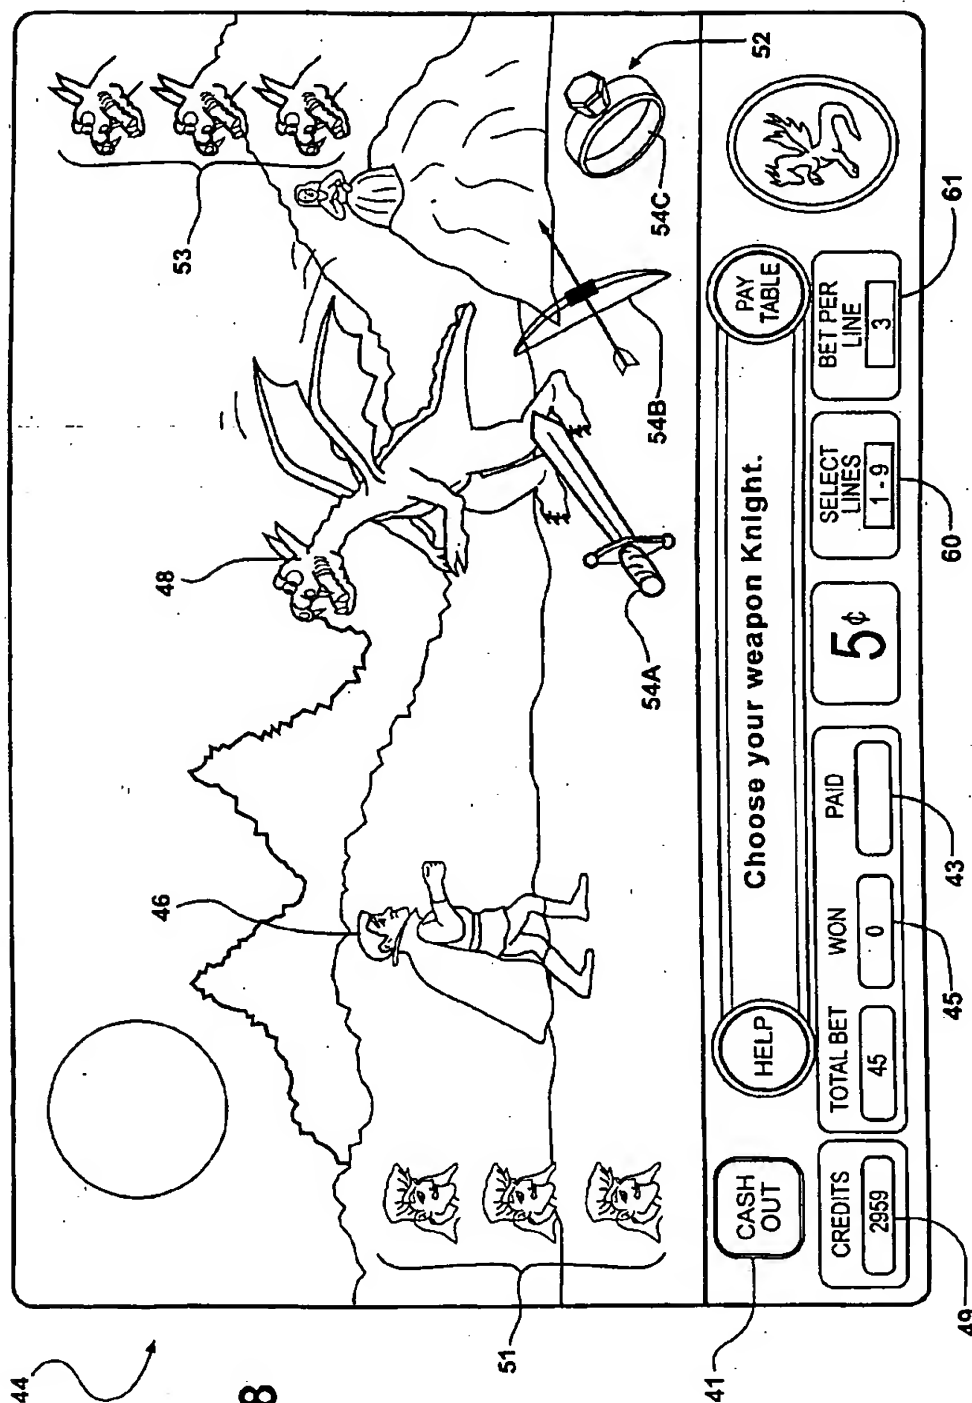 44
B
46
48
53
51
52
54A
54B
54C
41
CASH
OUT
HELP
Choose your weapon Knight.
PAY
TABLE
CREDITS
2959
TOTAL BET
45
WON
0
PAID
5¢
SELECT
LINES
1 - 9
BET PER
LINE
3
49
45
43
60
61